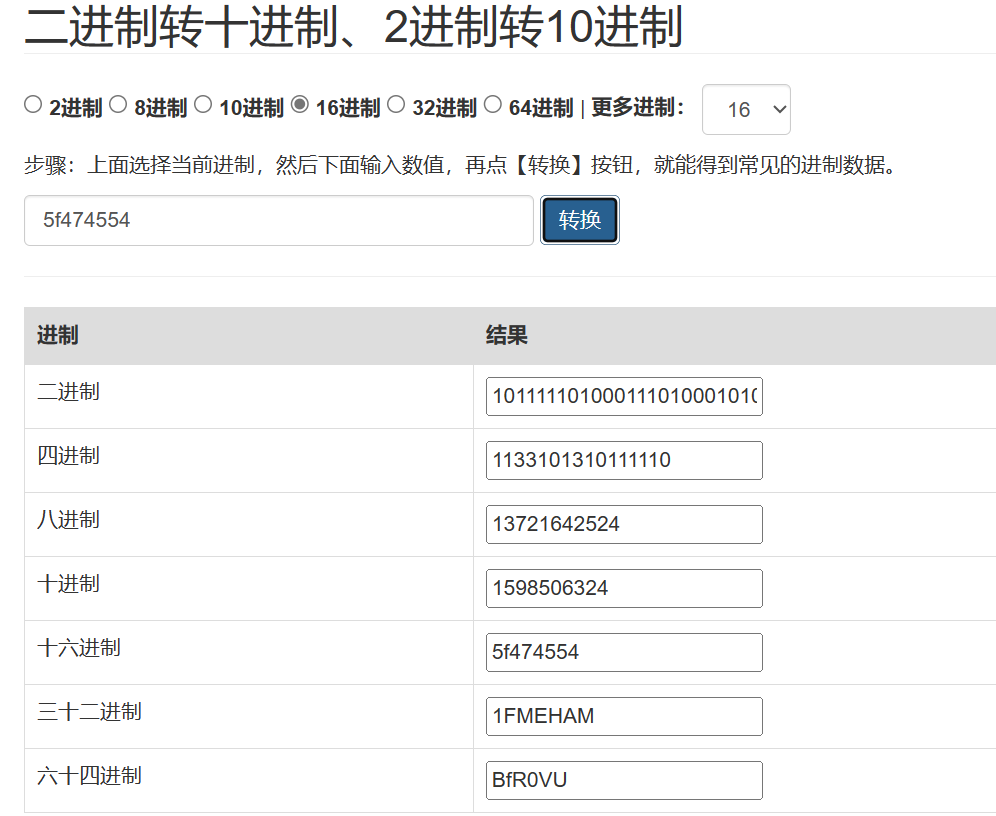 二进制转十进制、2进制转10进制
2进制 8进制 10进制 16进制 32进制 64进制 | 更多进制： 16
步骤：上面选择当前进制，然后下面输入数值，再点【转换】按钮，就能得到常见的进制数据。
5f474554 转换
进制 结果
二进制 1011111010001110100010101
四进制 1133101310111110
八进制 13721642524
十进制 1598506324
十六进制 5f474554
三十二进制 1FMEHAM
六十四进制 BfR0VU